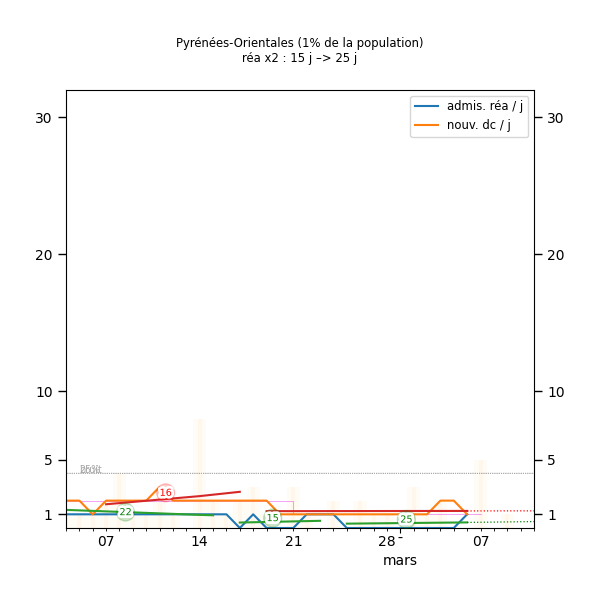 Pyrénées-Orientales (1% de la population)
réa x2 : 15 j –> 25 j
admis. réa / j
nouv. dc / j
30 30
20 20
10 10
5 5
1 1
16
22
15
25
07 14 21 28 07
mars